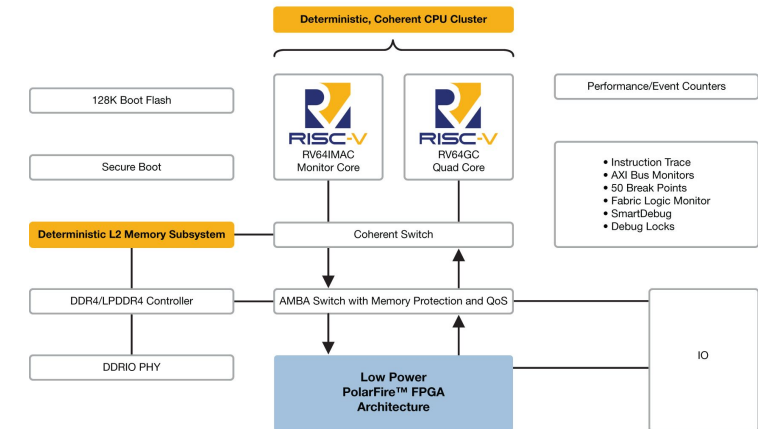 Deterministic, Coherent CPU Cluster
128K Boot Flash
Secure Boot
RISC-V
RV64IMAC
Monitor Core
RISC-V
RV64GC
Quad Core
Performance/Event Counters
• Instruction Trace
• AXI Bus Monitors
• 50 Break Points
• Fabric Logic Monitor
• SmartDebug
• Debug Locks
Deterministic L2 Memory Subsystem
Coherent Switch
DDR4/LPDDR4 Controller
AMBA Switch with Memory Protection and QoS
DDRIO PHY
Low Power
PolarFire™ FPGA
Architecture
IO